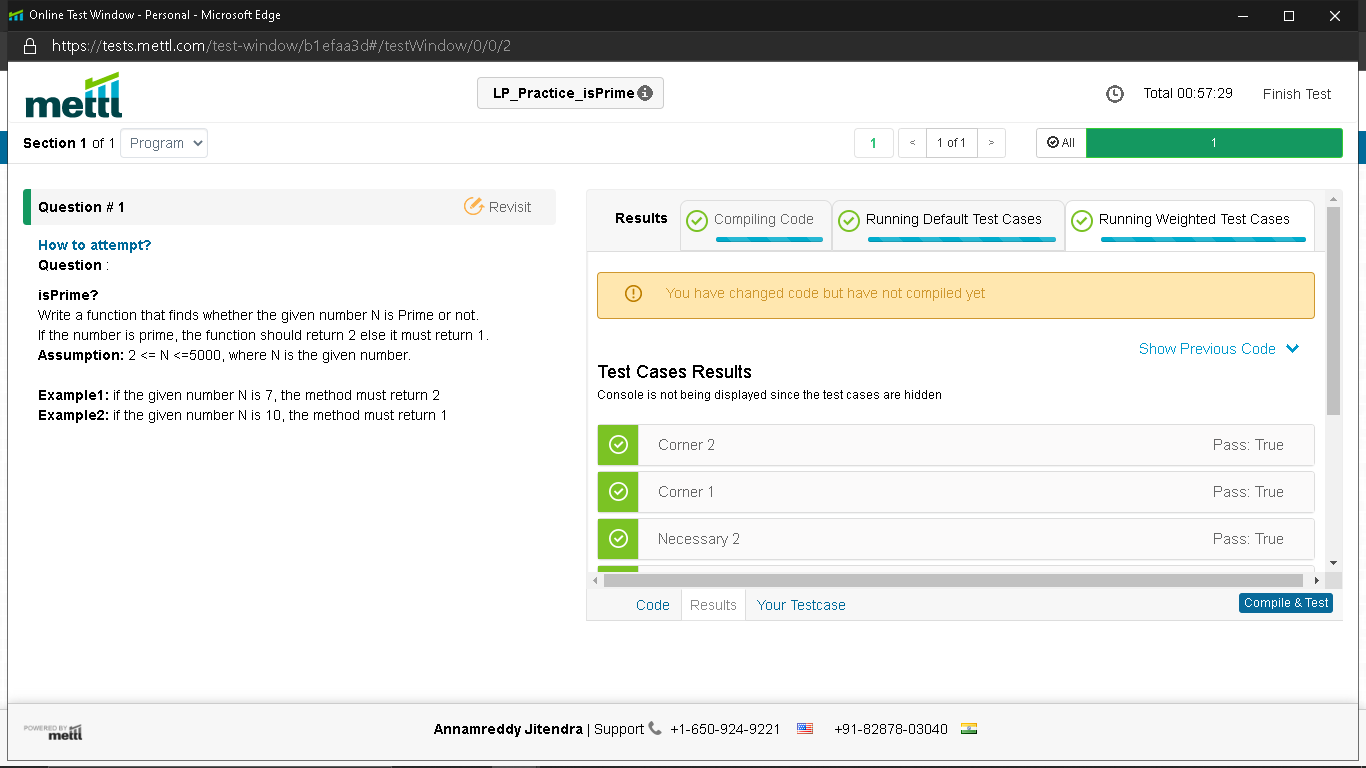 Online Test Window - Personal - Microsoft Edge
https://tests.mettl.com/test-window/b1efaa3d#/testWindow/0/0/2
mettl
LP_Practice_isPrime
Total 00:57:29
Finish Test
Section 1 of 1
Program
1
<
1 of 1
>
All
1
Question # 1
Revisit
How to attempt?
Question :
isPrime?
Write a function that finds whether the given number N is Prime or not.
If the number is prime, the function should return 2 else it must return 1.
Assumption: 2 <= N <=5000, where N is the given number.
Example1: if the given number N is 7, the method must return 2
Example2: if the given number N is 10, the method must return 1
Results
Compiling Code
Running Default Test Cases
Running Weighted Test Cases
You have changed code but have not compiled yet
Show Previous Code
Test Cases Results
Console is not being displayed since the test cases are hidden
Corner 2 Pass: True
Corner 1 Pass: True
Necessary 2 Pass: True
Code
Results
Your Testcase
Compile & Test
POWERED BY
mettl
Annamreddy Jitendra | Support +1-650-924-9221 +91-82878-03040